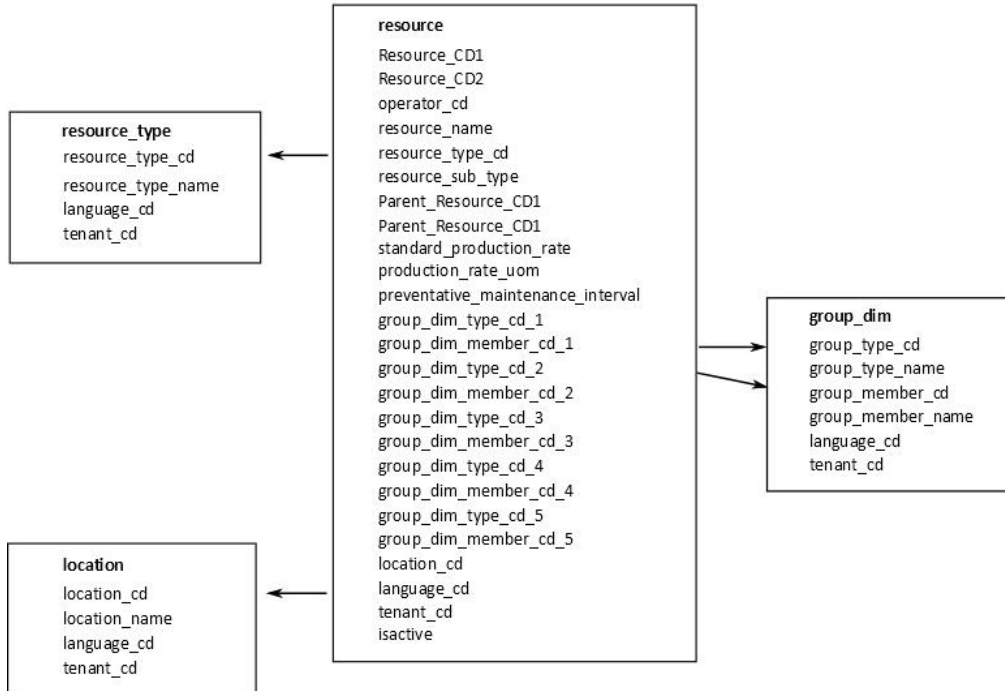 resource
Resource_CD1
Resource_CD2
operator_cd
resource_name
resource_type_cd
resource_sub_type
Parent_Resource_CD1
Parent_Resource_CD1
standard_production_rate
production_rate_uom
preventative_maintenance_interval
group_dim_type_cd_1
group_dim_member_cd_1
group_dim_type_cd_2
group_dim_member_cd_2
group_dim_type_cd_3
group_dim_member_cd_3
group_dim_type_cd_4
group_dim_member_cd_4
group_dim_type_cd_5
group_dim_member_cd_5
location_cd
language_cd
tenant_cd
isactive
resource_type
resource_type_cd
resource_type_name
language_cd
tenant_cd
group_dim
group_type_cd
group_type_name
group_member_cd
group_member_name
language_cd
tenant_cd
location
location_cd
location_name
language_cd
tenant_cd